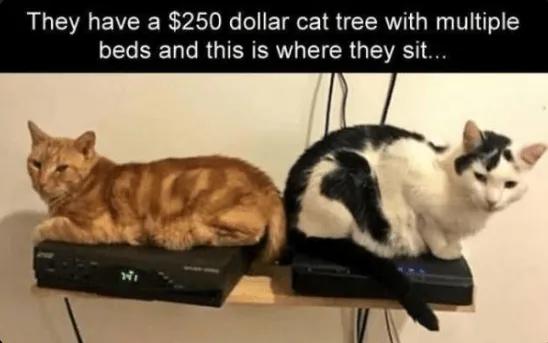 They have a $250 dollar cat tree with multiple
beds and this is where they sit...